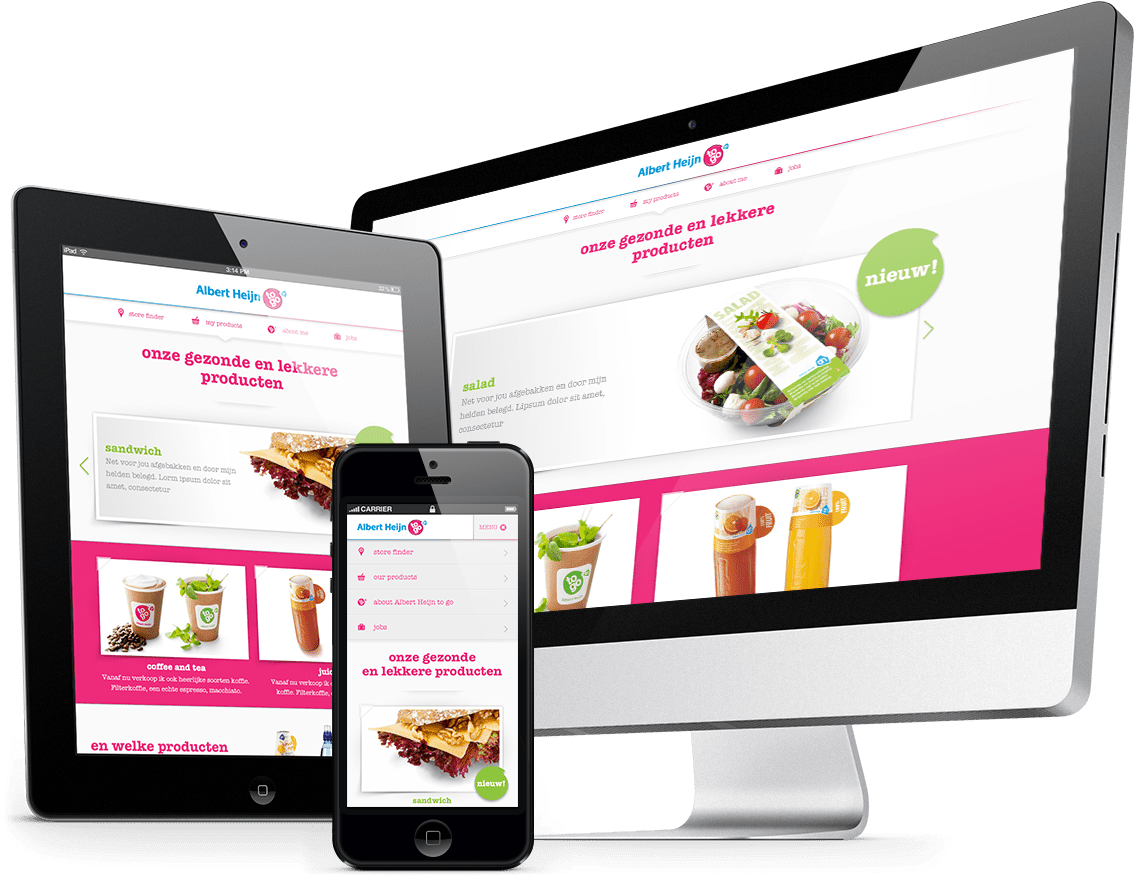 Albert Heijn to go
store finder
my products
about me
jobs
onze gezonde en lekkere
producten
nieuw!
SALAD
salad
Net voor jou afgebakken en door mijn
helden belegd. Lipsum dolor sit amet,
consectetur
to go
iPad
3:14 PM
Albert Heijn to go
store finder
my products
about me
jobs
onze gezonde en lekkere
producten
sandwich
Net voor jou afgebakken en door mijn
helden belegd. Lorm ipsum dolor sit
amet, consectetur
to go
to go
coffee and tea
Vanaf nu verkoop ik ook heerlijke soorten koffie.
Filterkoffie, een echte espresso, macchiato.
juic
Vanaf nu verkoop ik o
koffie. Filterkoffie, e
en welke producten
CARRIER
Albert Heijn to go
MENU
store finder
our products
about Albert Heijn to go
jobs
onze gezonde
en lekkere producten
nieuw!
sandwich